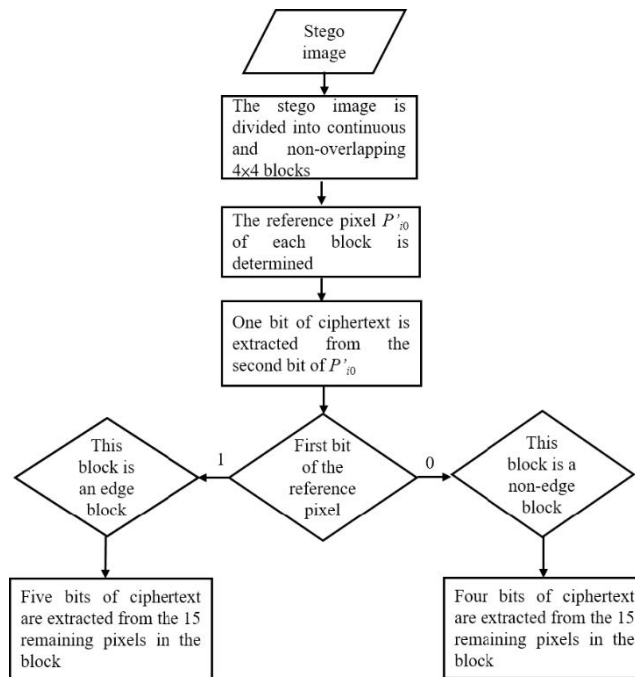 Stego
image
The stego image is
divided into continuous
and non-overlapping
4×4 blocks
The reference pixel P'i0
of each block is
determined
One bit of ciphertext is
extracted from the
second bit of P'i0
This
block is
an edge
block
1
First bit
of the
reference
pixel
0
This
block is a
non-edge
block
Five bits of ciphertext
are extracted from the 15
remaining pixels in the
block
Four bits of ciphertext
are extracted from the 15
remaining pixels in the
block